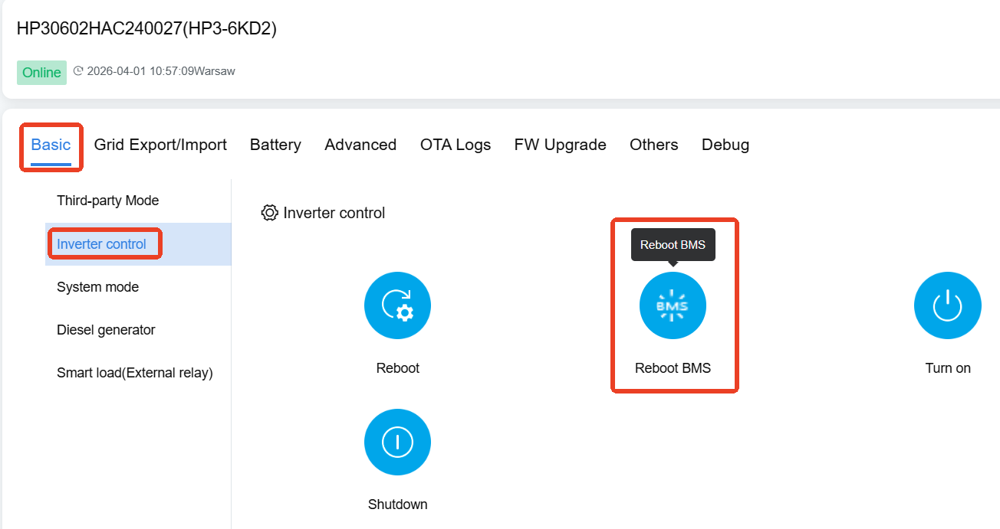 HP30602HAC240027(HP3-6KD2)
Online 2026-04-01 10:57:09Warsaw
Basic Grid Export/Import Battery Advanced OTA Logs FW Upgrade Others Debug
Third-party Mode
Inverter control
System mode
Diesel generator
Smart load(External relay)
Inverter control
Reboot BMS
BMS
Reboot Reboot BMS Turn on
Shutdown